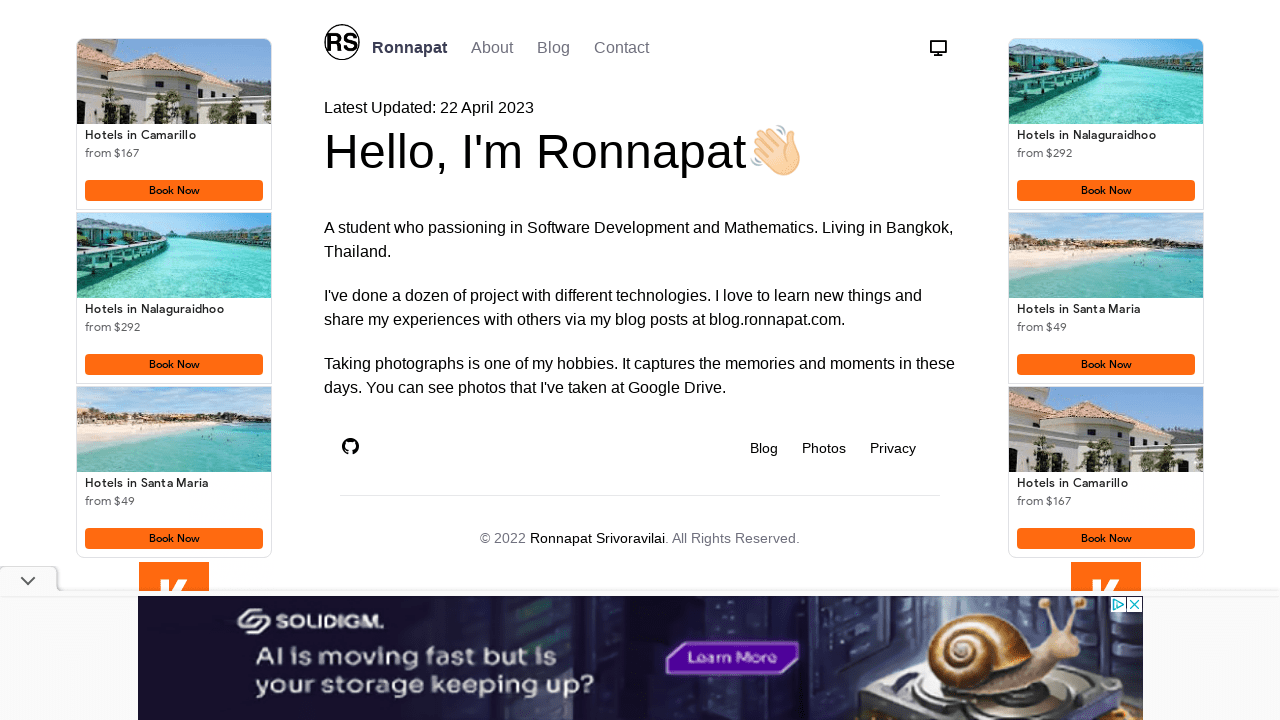 RS
Ronnapat About Blog Contact
Latest Updated: 22 April 2023
Hello, I'm Ronnapat
A student who passioning in Software Development and Mathematics. Living in Bangkok,
Thailand.
I've done a dozen of project with different technologies. I love to learn new things and
share my experiences with others via my blog posts at blog.ronnapat.com.
Taking photographs is one of my hobbies. It captures the memories and moments in these
days. You can see photos that I've taken at Google Drive.
Blog Photos Privacy
© 2022 Ronnapat Srivoravilai. All Rights Reserved.
Hotels in Camarillo
from $167
Book Now
Hotels in Nalaguraidhoo
from $292
Book Now
Hotels in Santa Maria
from $49
Book Now
Hotels in Nalaguraidhoo
from $292
Book Now
Hotels in Santa Maria
from $49
Book Now
Hotels in Camarillo
from $167
Book Now
SOLIDIGM.
AI is moving fast but is
your storage keeping up?
Learn More